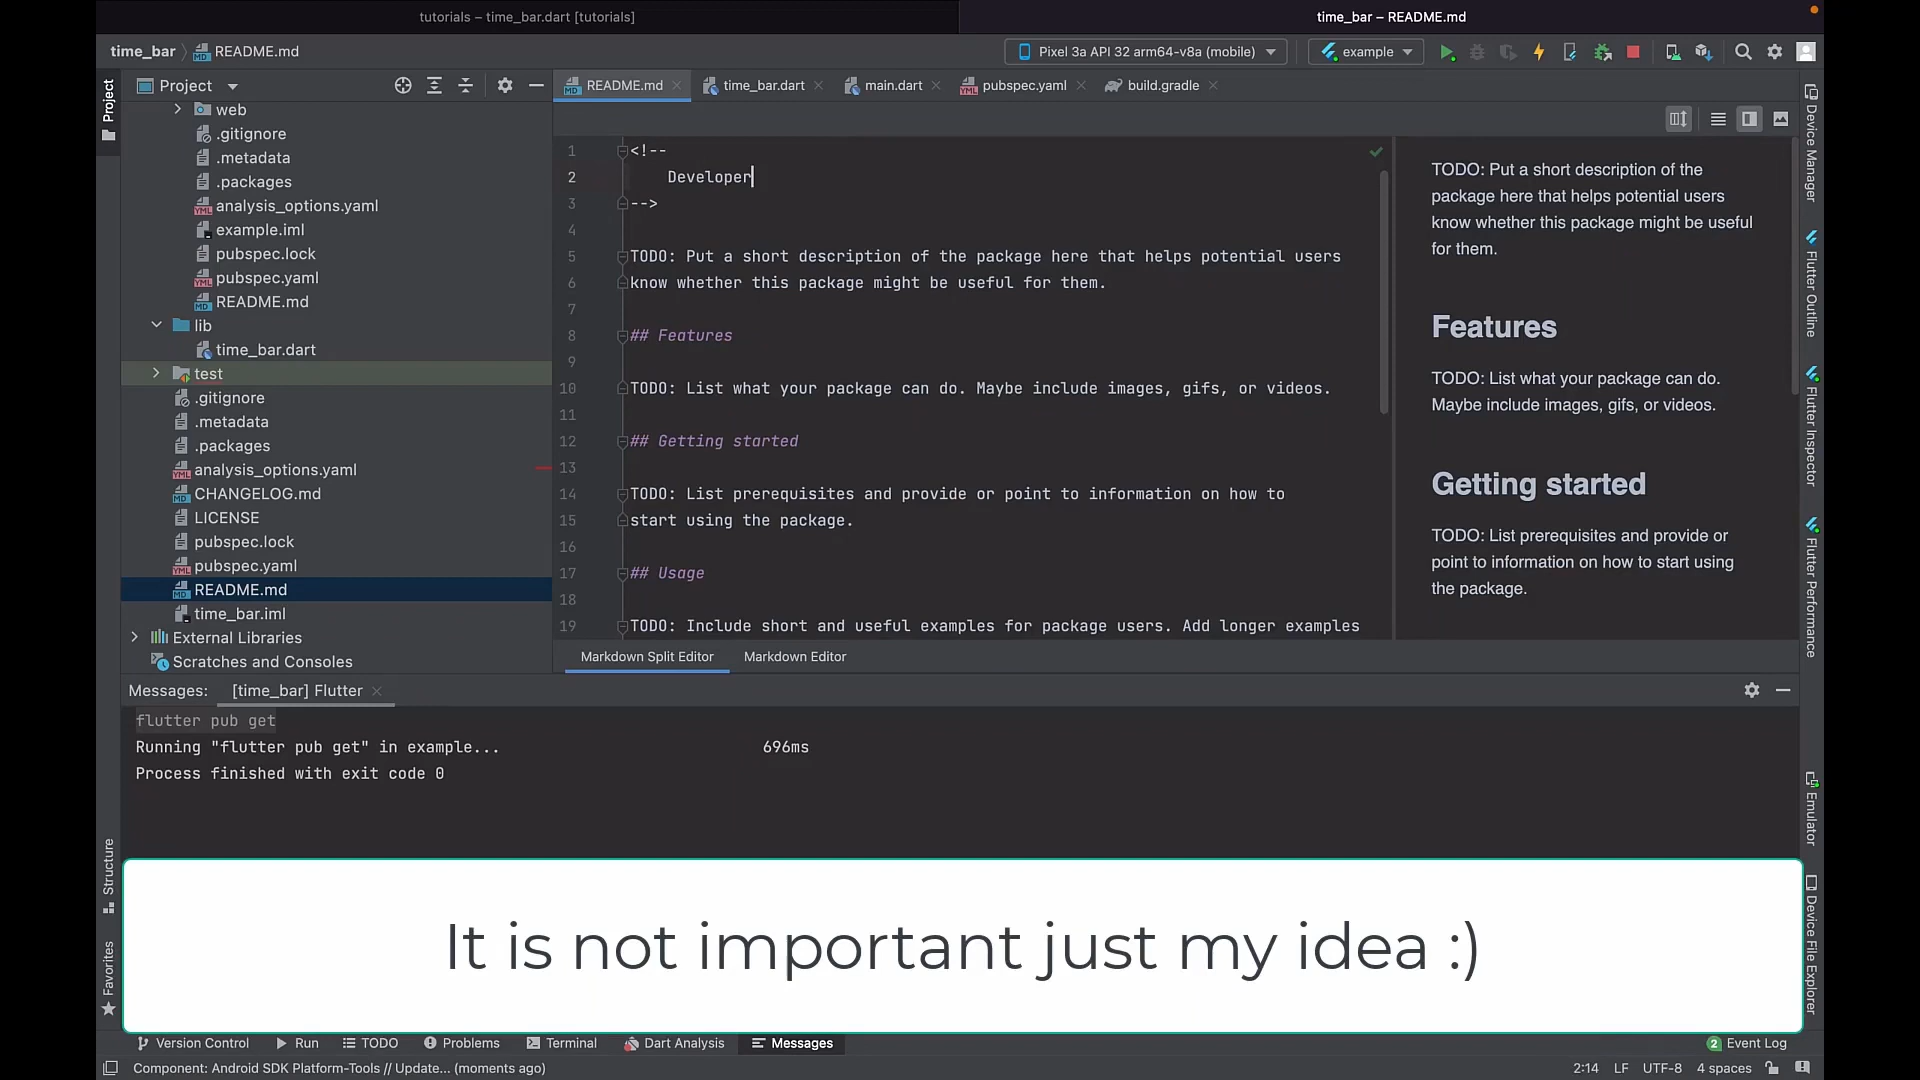 tutorials – time_bar.dart [tutorials]
time_bar – README.md
time_bar
README.md
Pixel 3a API 32 arm64-v8a (mobile)
example
Project
README.md
time_bar.dart
main.dart
pubspec.yaml
build.gradle
Project
web
.gitignore
.metadata
.packages
analysis_options.yaml
example.iml
pubspec.lock
pubspec.yaml
README.md
lib
time_bar.dart
test
.gitignore
.metadata
.packages
analysis_options.yaml
CHANGELOG.md
LICENSE
pubspec.lock
pubspec.yaml
README.md
time_bar.iml
External Libraries
Scratches and Consoles
1 <!--
2 Developer
3 -->
4
5 TODO: Put a short description of the package here that helps potential users
6 know whether this package might be useful for them.
7
8 ## Features
9
10 TODO: List what your package can do. Maybe include images, gifs, or videos.
11
12 ## Getting started
13
14 TODO: List prerequisites and provide or point to information on how to
15 start using the package.
16
17 ## Usage
18
19 TODO: Include short and useful examples for package users. Add longer examples
TODO: Put a short description of the
package here that helps potential users
know whether this package might be useful
for them.
Features
TODO: List what your package can do.
Maybe include images, gifs, or videos.
Getting started
TODO: List prerequisites and provide or
point to information on how to start using
the package.
Device Manager
Flutter Outline
Flutter Inspector
Flutter Performance
Emulator
Device File Explorer
Markdown Split Editor
Markdown Editor
Messages:
[time_bar] Flutter
flutter pub get
Running "flutter pub get" in example... 696ms
Process finished with exit code 0
Structure
Favorites
It is not important just my idea :)
Version Control
Run
TODO
Problems
Terminal
Dart Analysis
Messages
2 Event Log
Component: Android SDK Platform-Tools // Update... (moments ago)
2:14 LF UTF-8 4 spaces